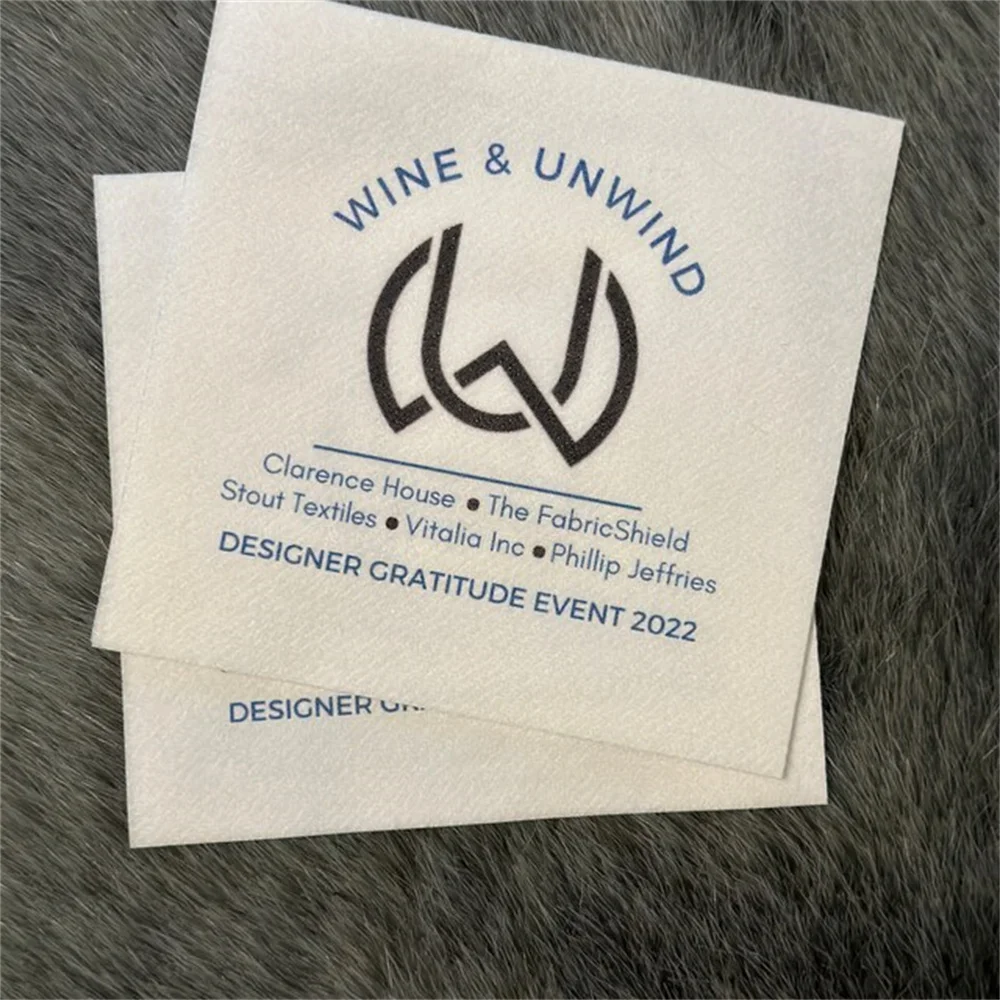 WINE & UNWIND
Clarence House • The FabricShield
Stout Textiles • Vitalia Inc • Phillip Jeffries
DESIGNER GRATITUDE EVENT 2022
DESIGNER